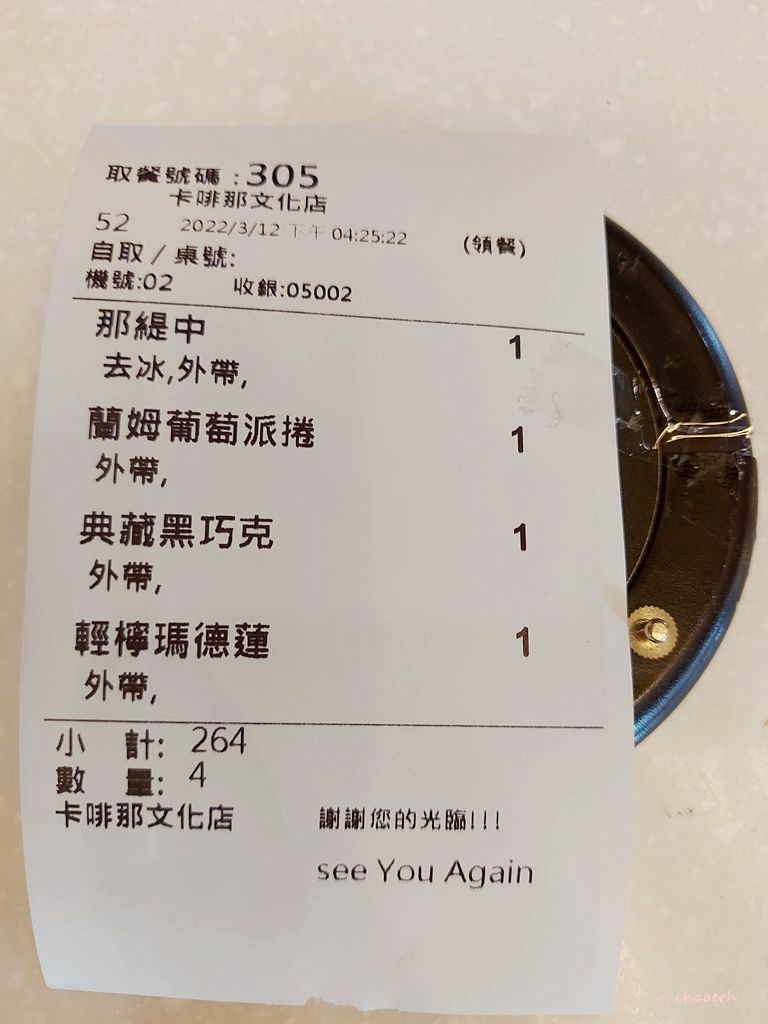 取餐號碼:305
卡啡那文化店
52 2022/3/12 下午 04:25:22 (領餐)
自取 / 桌號:
機號:02 收銀:05002
那緹中 1
去冰,外帶,
蘭姆葡萄派捲 1
外帶,
典藏黑巧克 1
外帶,
輕檸瑪德蓮 1
外帶,
小 計: 264
數 量: 4
卡啡那文化店 謝謝您的光臨!!!
see You Again
chaoerh